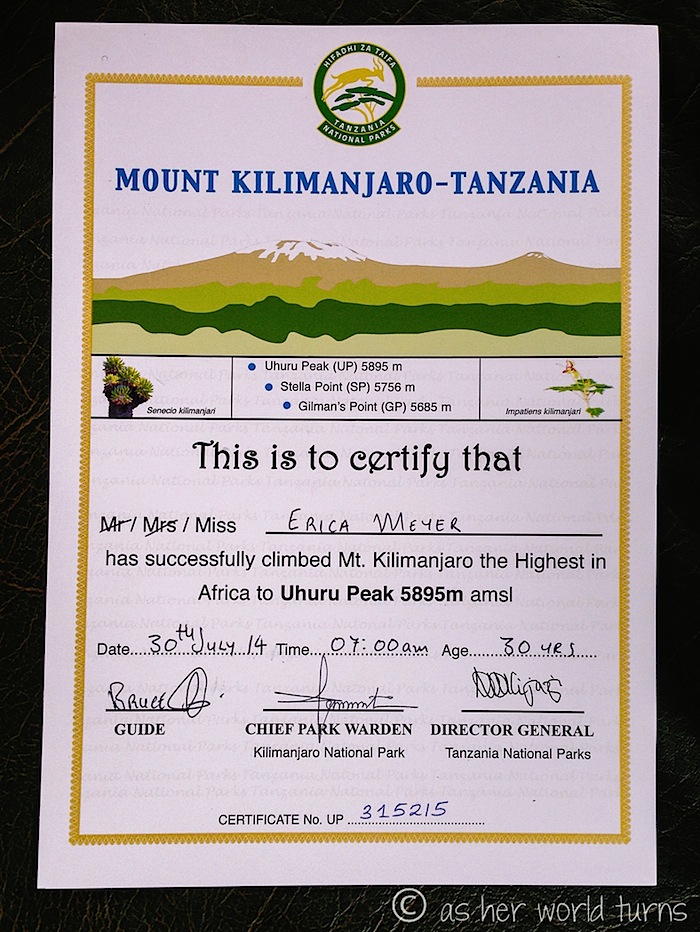 HIFADHI ZA TAIFA
TANZANIA
NATIONAL PARKS
MOUNT KILIMANJARO-TANZANIA
Uhuru Peak (UP) 5895 m
Stella Point (SP) 5756 m
Gilman's Point (GP) 5685 m
Senecio kilimanjari
Impatiens kilimanjari
This is to certify that
Mr / Mrs / Miss ERICA MEYER
has successfully climbed Mt. Kilimanjaro the Highest in
Africa to Uhuru Peak 5895m amsl
Date....30th July 14 Time....07:00am Age....30 YRS
BRUCE
GUIDE CHIEF PARK WARDEN DIRECTOR GENERAL
Kilimanjaro National Park Tanzania National Parks
CERTIFICATE No. UP ....315215
© as her world turns